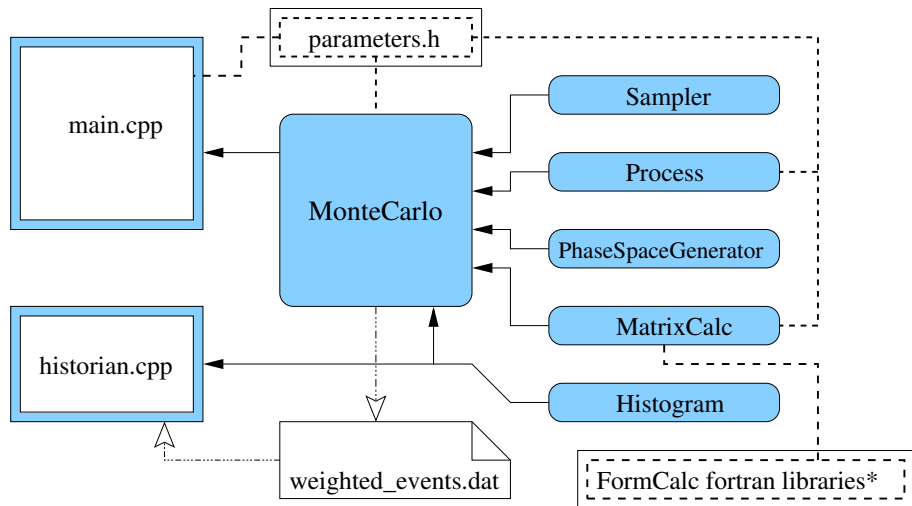 parameters.h
main.cpp
Sampler
Process
MonteCarlo
PhaseSpaceGenerator
MatrixCalc
historian.cpp
Histogram
weighted_events.dat
FormCalc fortran libraries*